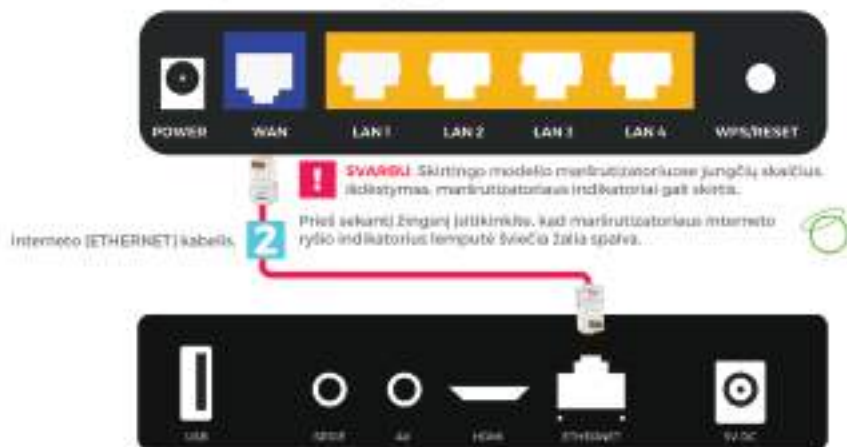 POWER WAN LAN 1 LAN 2 LAN 3 LAN 4 WPS/RESET
! SVARBU. Skirtingo modelio maršrutizatoriuose jungčių skaičius,
išdėstymas, maršrutizatoriaus indikatoriai gali skirtis.
Interneto (ETHERNET) kabelis. 2
Prieš sekantį žingsnį įsitikinkite, kad maršrutizatoriaus interneto
ryšio indikatorius lemputė šviečia žalia spalva.
USB AV HDMI ETHERNET 5V DC